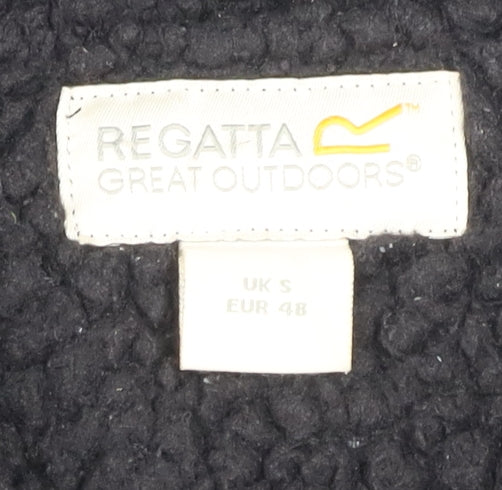 REGATTA
GREAT OUTDOORS®
UK S
EUR 48